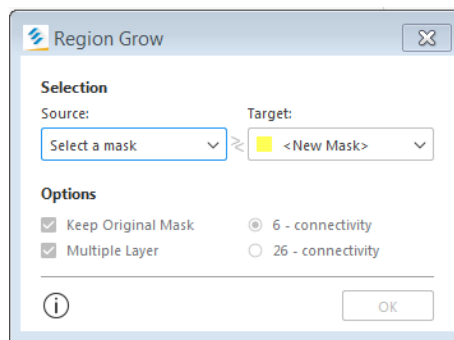 Region Grow
Selection
Source: Target:
Select a mask <New Mask>
Options
Keep Original Mask 6 - connectivity
Multiple Layer 26 - connectivity
OK